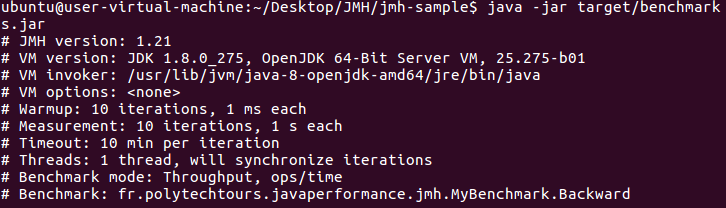 ubuntu@user-virtual-machine:~/Desktop/JMH/jmh-sample$ java -jar target/benchmark
s.jar
# JMH version: 1.21
# VM version: JDK 1.8.0_275, OpenJDK 64-Bit Server VM, 25.275-b01
# VM invoker: /usr/lib/jvm/java-8-openjdk-amd64/jre/bin/java
# VM options: <none>
# Warmup: 10 iterations, 1 ms each
# Measurement: 10 iterations, 1 s each
# Timeout: 10 min per iteration
# Threads: 1 thread, will synchronize iterations
# Benchmark mode: Throughput, ops/time
# Benchmark: fr.polytechtours.javaperformance.jmh.MyBenchmark.Backward